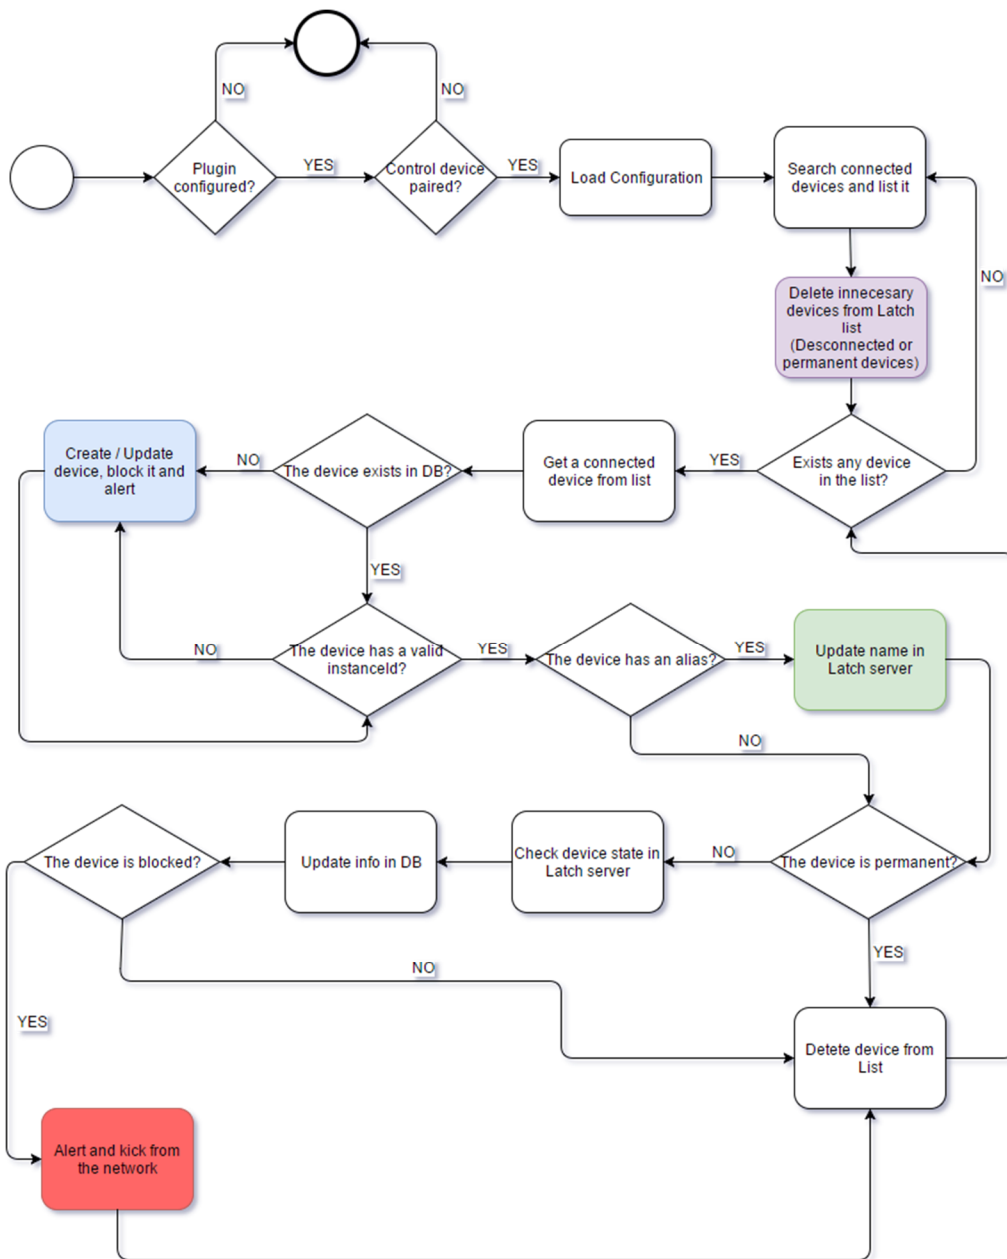 NO
NO
Plugin
configured?
YES
Control device
paired?
YES
Load Configuration
Search connected
devices and list it
NO
Delete innecesary
devices from Latch
list
(Desconnected or
permanent devices)
Create / Update
device, block it and
alert
NO
The device exists in DB?
Get a connected
device from list
YES
Exists any device
in the list?
YES
NO
The device has a valid
instanceId?
YES
The device has an alias?
YES
Update name in
Latch server
NO
The device is blocked?
Update info in DB
Check device state in
Latch server
NO
The device is permanent?
YES
NO
YES
Detete device from
List
Alert and kick from
the network